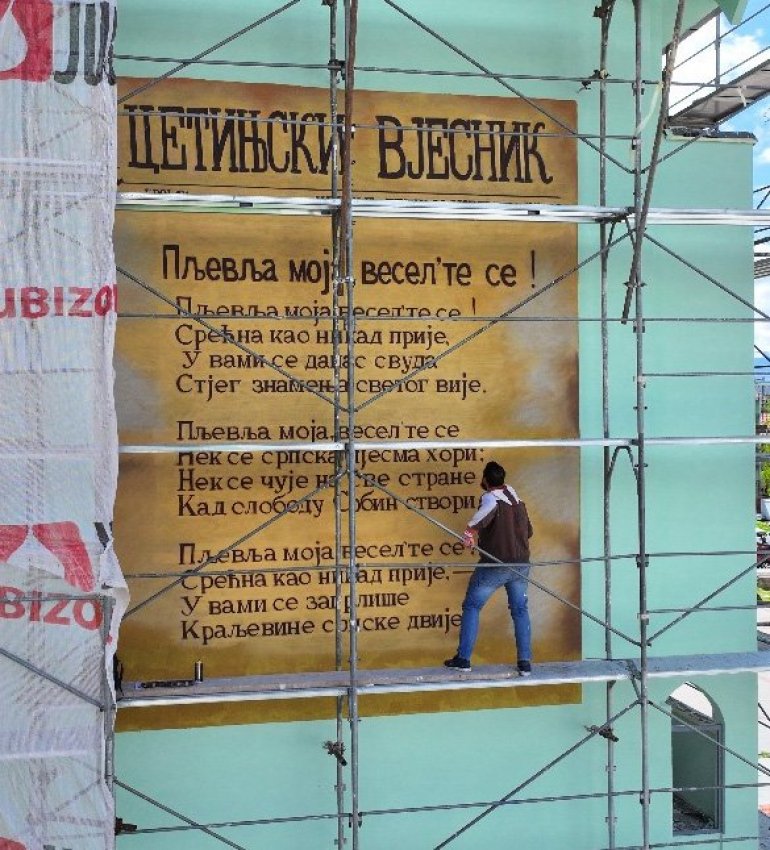 ЦЕТИЊСКИ ВЈЕСНИК
Пљевља моја весел'те се !
Пљевља моја весел'те се !
Срећна као никад прије,
У вами се данас свуда
Стјег знамења светог вије.
Пљевља моја весел'те се
Нек се српска пјесма хори;
Нек се чује на све стране
Кад слободу Србин створи
Пљевља моја весел'те се
Срећна као никад прије.
У вами се загрлише
Краљевине српске двије
JU
UBIZO
UBIZO